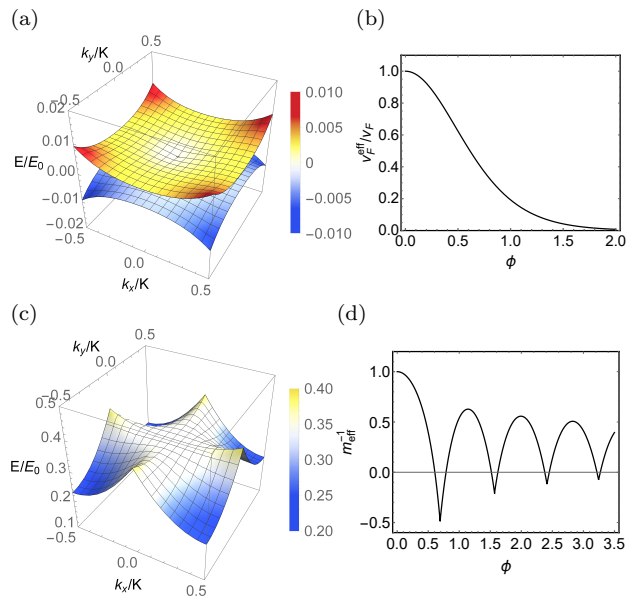 (a)
k_y/K
0.5
0.0
−0.5
0.02
0.01
E/E_0
0.00
−0.01
−0.02
−0.5
0.0
k_x/K
0.5
0.010
0.005
0
−0.005
−0.010
(b)
1.0
0.8
0.6
0.4
0.2
0.0
v_F^eff/v_F
0.0 0.5 1.0 1.5 2.0
ϕ
(c)
k_y/K
0.5
0.0
−0.5
0.5
0.4
E/E_0
0.3
0.2
0.1
−0.5
0.0
k_x/K
0.5
0.40
0.35
0.30
0.25
0.20
(d)
1.0
0.5
0.0
−0.5
m_eff^−1
0.0 0.5 1.0 1.5 2.0 2.5 3.0 3.5
ϕ